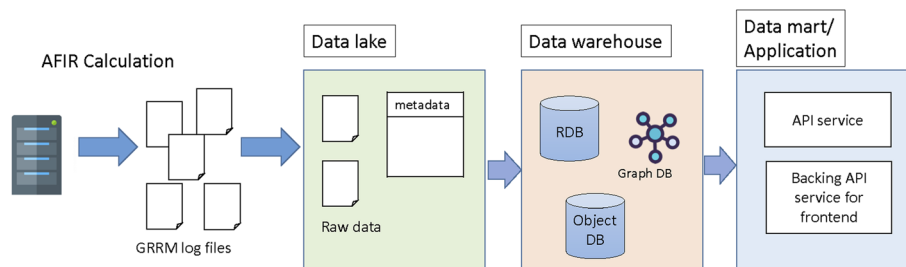 AFIR Calculation
GRRM log files
Data lake
metadata
Raw data
Data warehouse
RDB
Graph DB
Object
DB
Data mart/
Application
API service
Backing API
service for
frontend